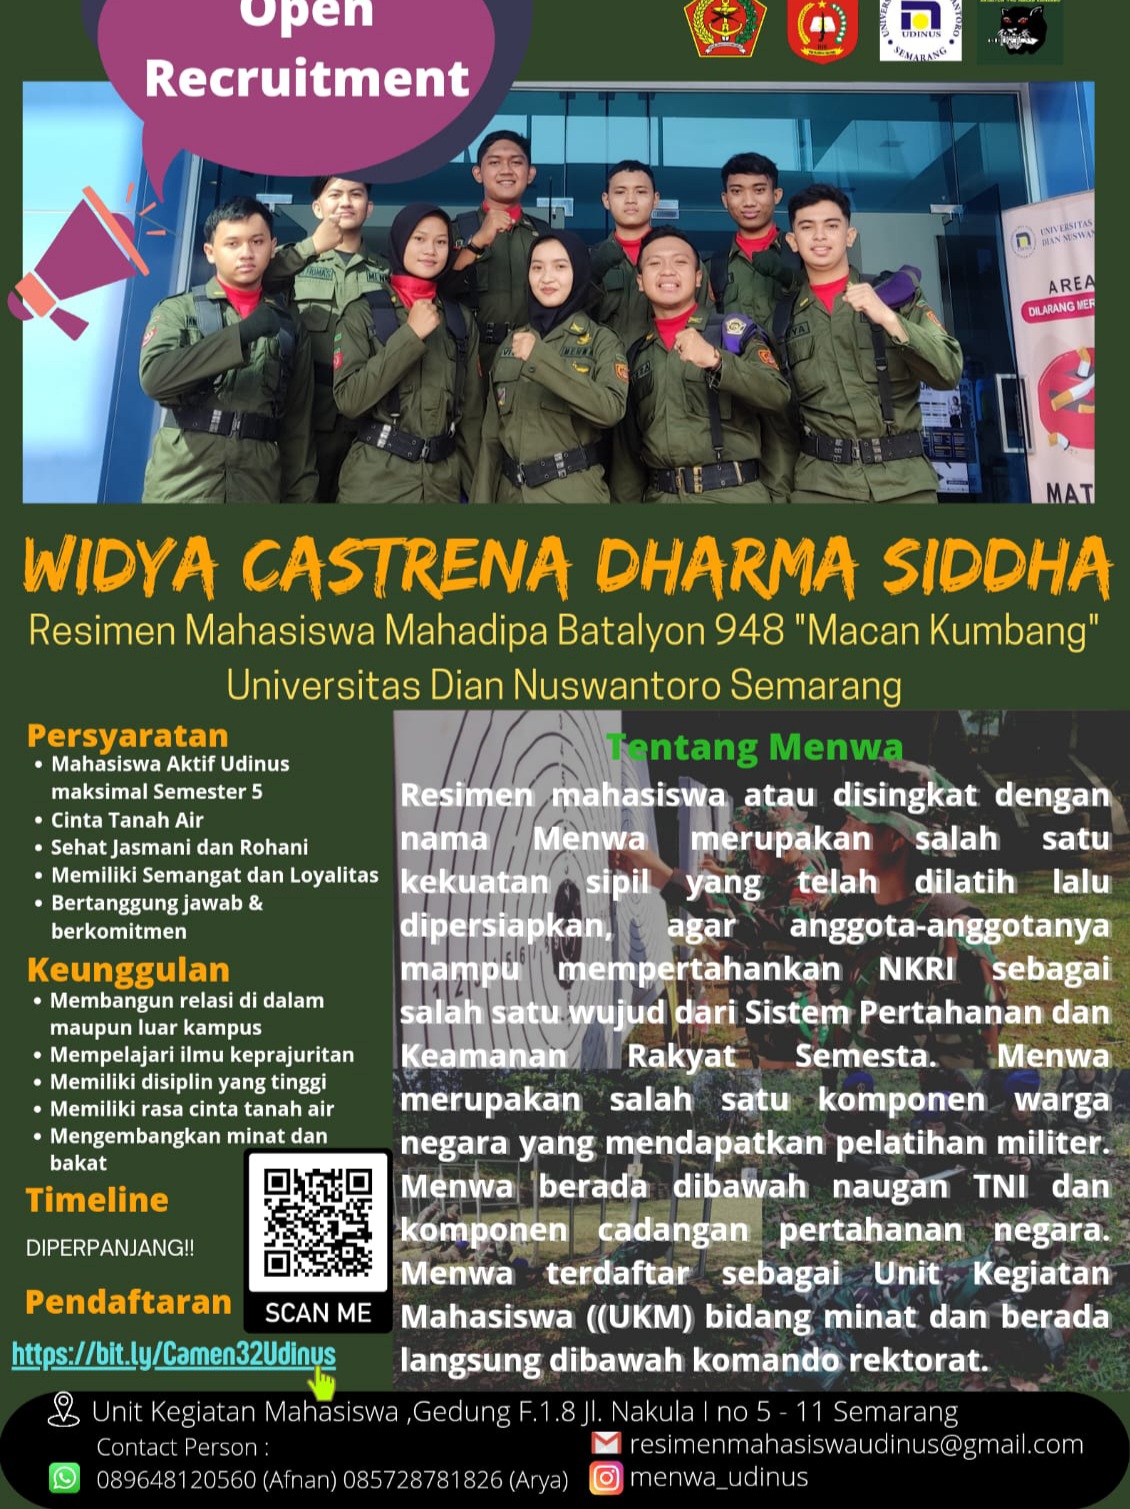 Open
Recruitment
UDINUS
SEMARANG
UNIVERSITAS
DIAN NUSWAN
AREA
DILARANG MER
MAT
WIDYA CASTRENA DHARMA SIDDHA
Resimen Mahasiswa Mahadipa Batalyon 948 "Macan Kumbang"
Universitas Dian Nuswantoro Semarang
Persyaratan
• Mahasiswa Aktif Udinus
maksimal Semester 5
• Cinta Tanah Air
• Sehat Jasmani dan Rohani
• Memiliki Semangat dan Loyalitas
• Bertanggung jawab &
berkomitmen
Keunggulan
• Membangun relasi di dalam
maupun luar kampus
• Mempelajari ilmu keprajuritan
• Memiliki disiplin yang tinggi
• Memiliki rasa cinta tanah air
• Mengembangkan minat dan
bakat
Timeline
DIPERPANJANG!!
Pendaftaran
https://bit.ly/Camen32Udinus
SCAN ME
Tentang Menwa
Resimen mahasiswa atau disingkat dengan
nama Menwa merupakan salah satu
kekuatan sipil yang telah dilatih lalu
dipersiapkan, agar anggota-anggotanya
mampu mempertahankan NKRI sebagai
salah satu wujud dari Sistem Pertahanan dan
Keamanan Rakyat Semesta. Menwa
merupakan salah satu komponen warga
negara yang mendapatkan pelatihan militer.
Menwa berada dibawah naugan TNI dan
komponen cadangan pertahanan negara.
Menwa terdaftar sebagai Unit Kegiatan
Mahasiswa ((UKM) bidang minat dan berada
langsung dibawah komando rektorat.
Unit Kegiatan Mahasiswa ,Gedung F.1.8 Jl. Nakula I no 5 - 11 Semarang
Contact Person :
089648120560 (Afnan) 085728781826 (Arya)
resimenmahasiswaudinus@gmail.com
menwa_udinus